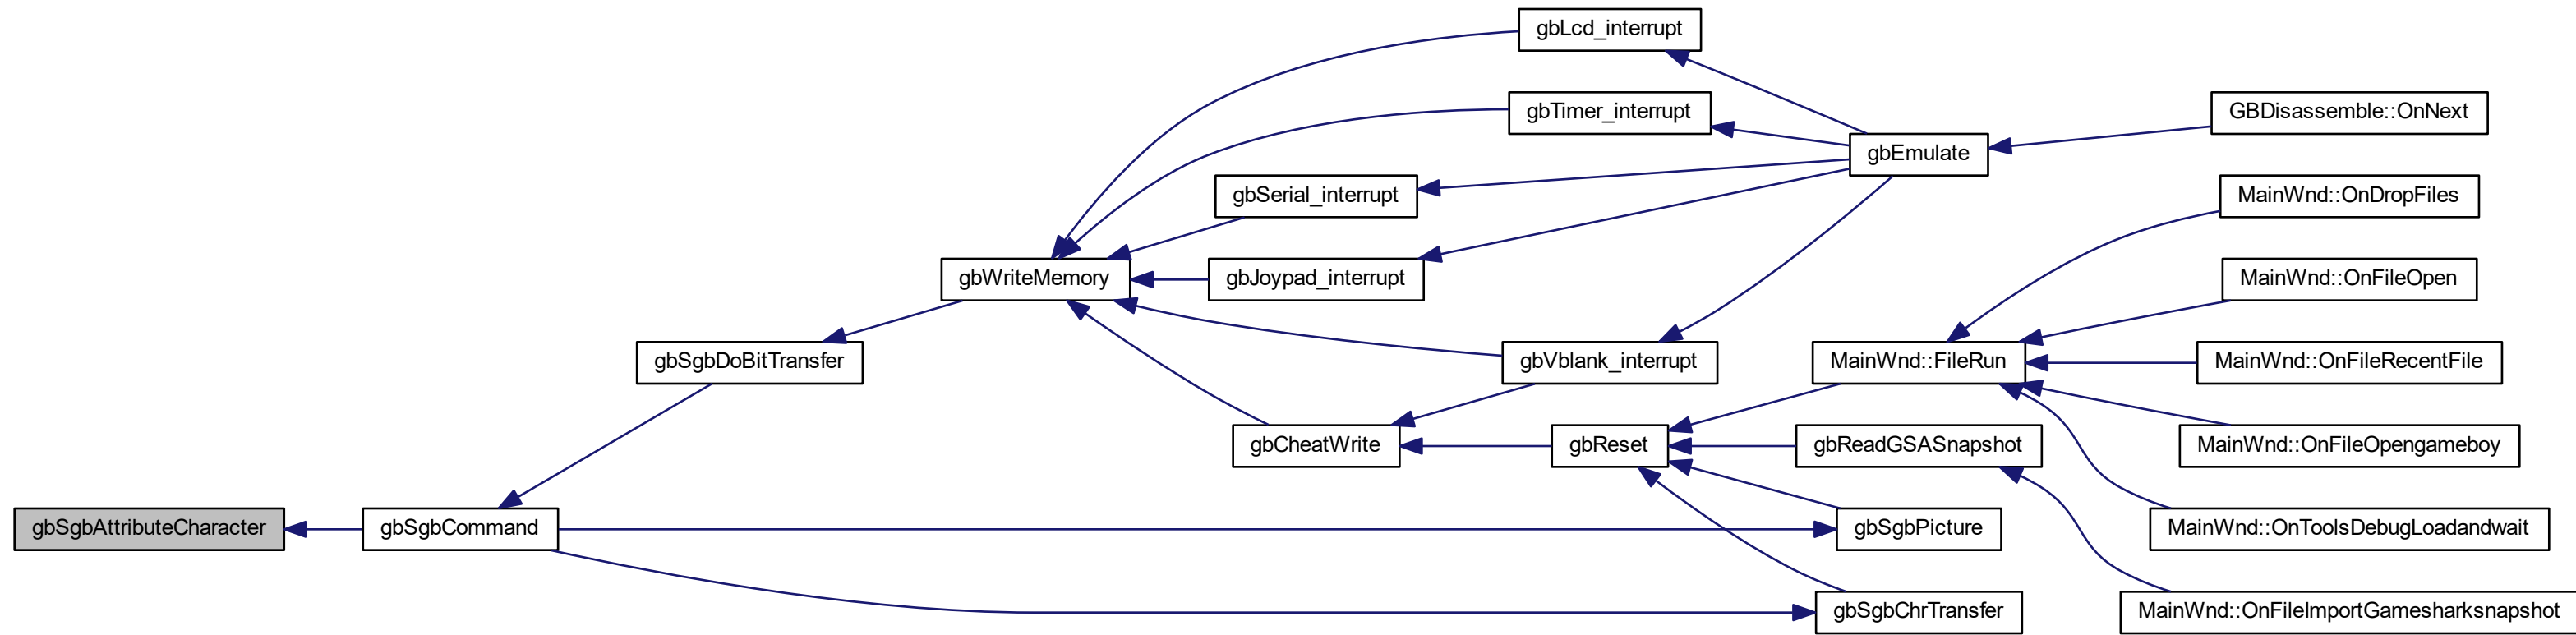 gbLcd_interrupt
gbTimer_interrupt
GBDisassemble::OnNext
gbEmulate
gbSerial_interrupt
MainWnd::OnDropFiles
gbWriteMemory
gbJoypad_interrupt
MainWnd::OnFileOpen
gbSgbDoBitTransfer
gbVblank_interrupt
MainWnd::FileRun
MainWnd::OnFileRecentFile
gbCheatWrite
gbReset
gbReadGSASnapshot
MainWnd::OnFileOpengameboy
gbSgbAttributeCharacter
gbSgbCommand
gbSgbPicture
MainWnd::OnToolsDebugLoadandwait
gbSgbChrTransfer
MainWnd::OnFileImportGamesharksnapshot